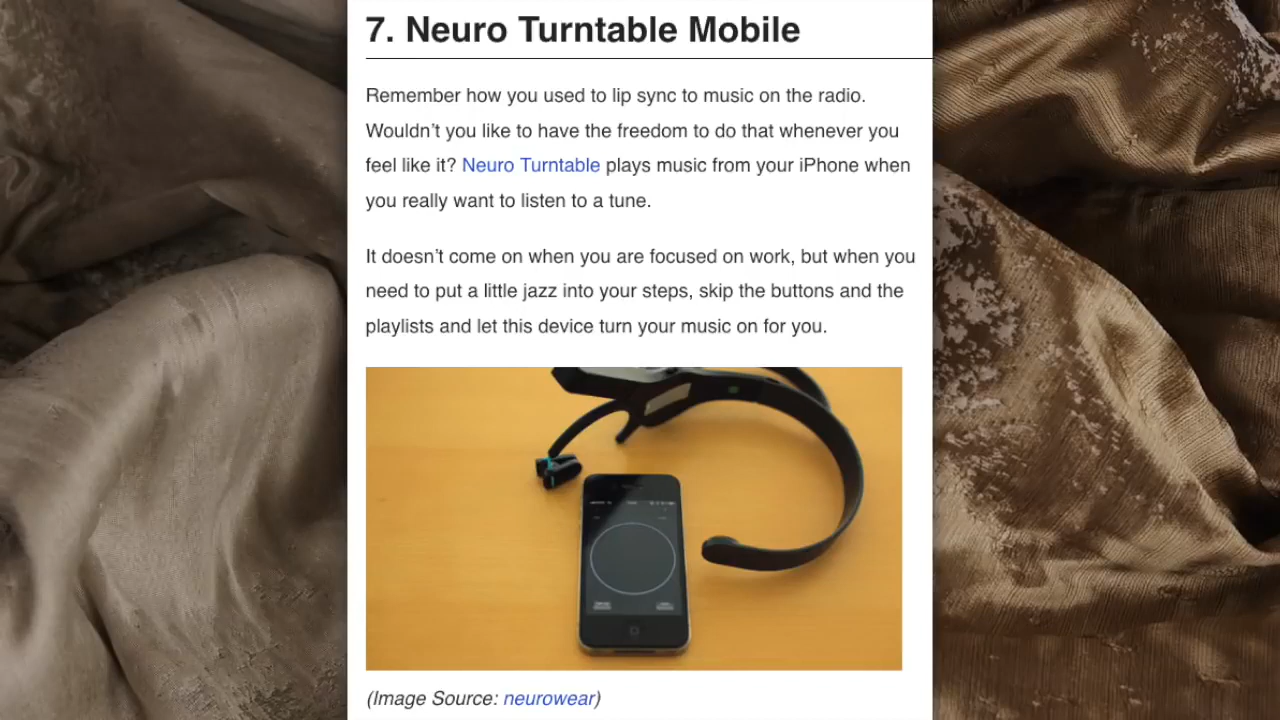 7. Neuro Turntable Mobile
Remember how you used to lip sync to music on the radio.
Wouldn’t you like to have the freedom to do that whenever you
feel like it? Neuro Turntable plays music from your iPhone when
you really want to listen to a tune.
It doesn’t come on when you are focused on work, but when you
need to put a little jazz into your steps, skip the buttons and the
playlists and let this device turn your music on for you.
(Image Source: neurowear)